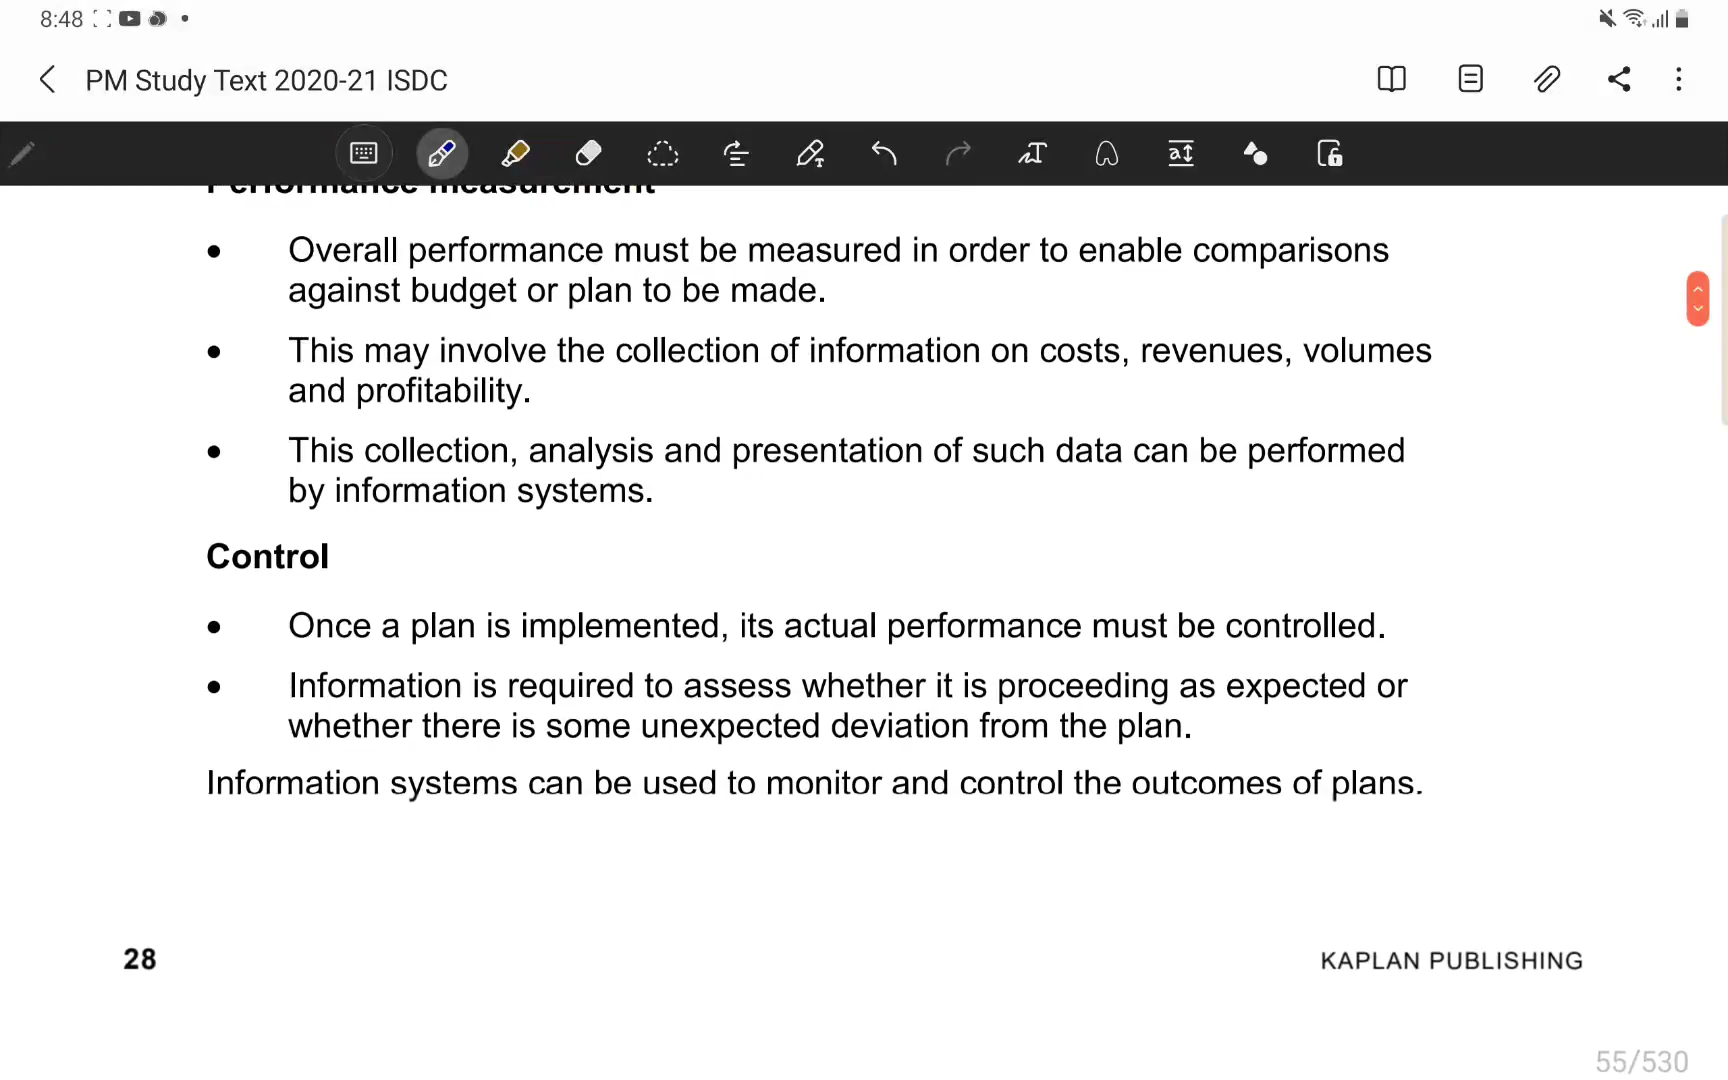 8:48
PM Study Text 2020-21 ISDC
Performance measurement
• Overall performance must be measured in order to enable comparisons
against budget or plan to be made.
• This may involve the collection of information on costs, revenues, volumes
and profitability.
• This collection, analysis and presentation of such data can be performed
by information systems.
Control
• Once a plan is implemented, its actual performance must be controlled.
• Information is required to assess whether it is proceeding as expected or
whether there is some unexpected deviation from the plan.
Information systems can be used to monitor and control the outcomes of plans.
28
KAPLAN PUBLISHING
55/530